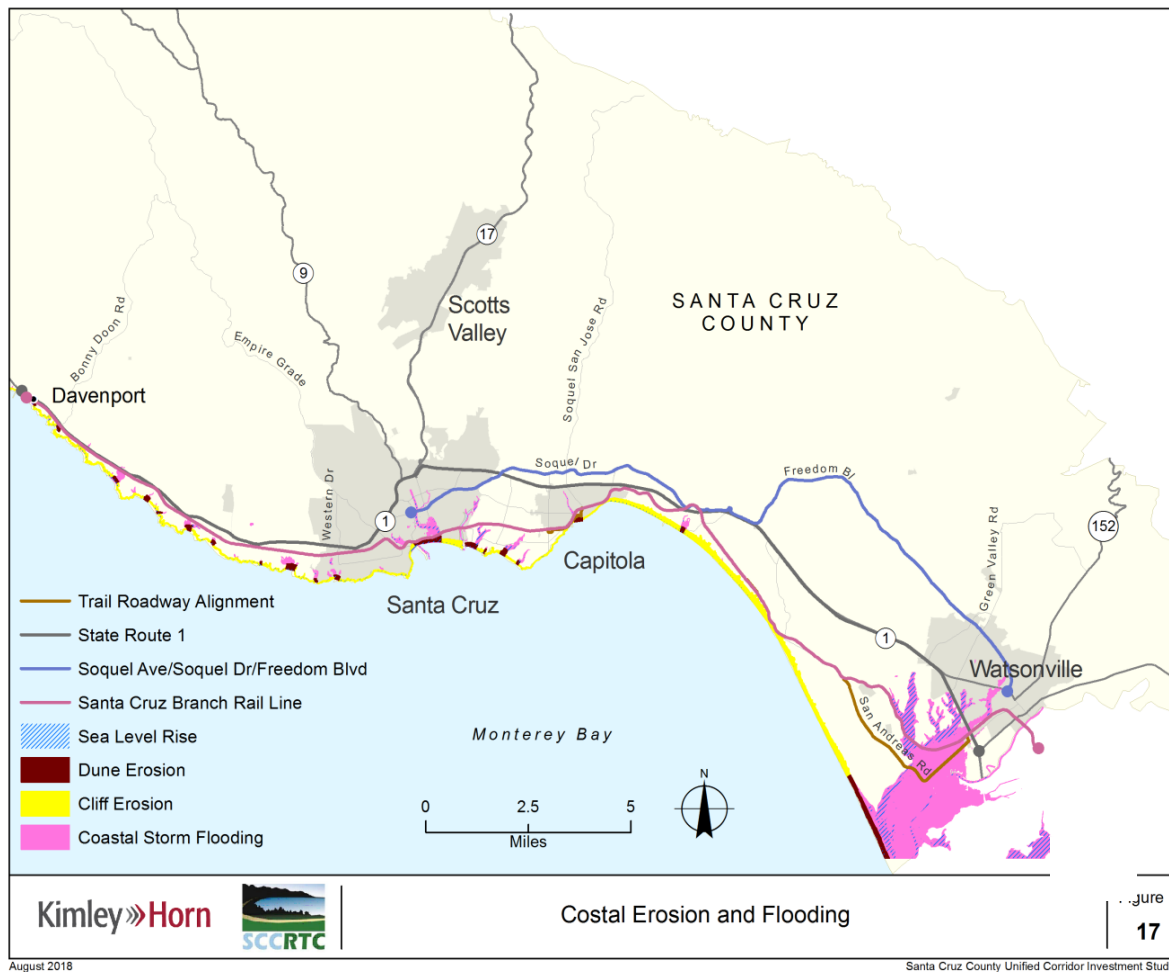 17
9
SANTA CRUZ
COUNTY
Scotts
Valley
Bonny Doon Rd
Empire Grade
Soquel San Jose Rd
Davenport
Western Dr
Soquel Dr
Freedom Bl
1
152
Green Valley Rd
Capitola
Santa Cruz
1
Watsonville
San Andreas Rd
Monterey Bay
Trail Roadway Alignment
State Route 1
Soquel Ave/Soquel Dr/Freedom Blvd
Santa Cruz Branch Rail Line
Sea Level Rise
Dune Erosion
Cliff Erosion
Coastal Storm Flooding
N
0 2.5 5
Miles
Kimley»Horn
SCCRTC
Costal Erosion and Flooding
17
August 2018
Santa Cruz County Unified Corridor Investment Stud